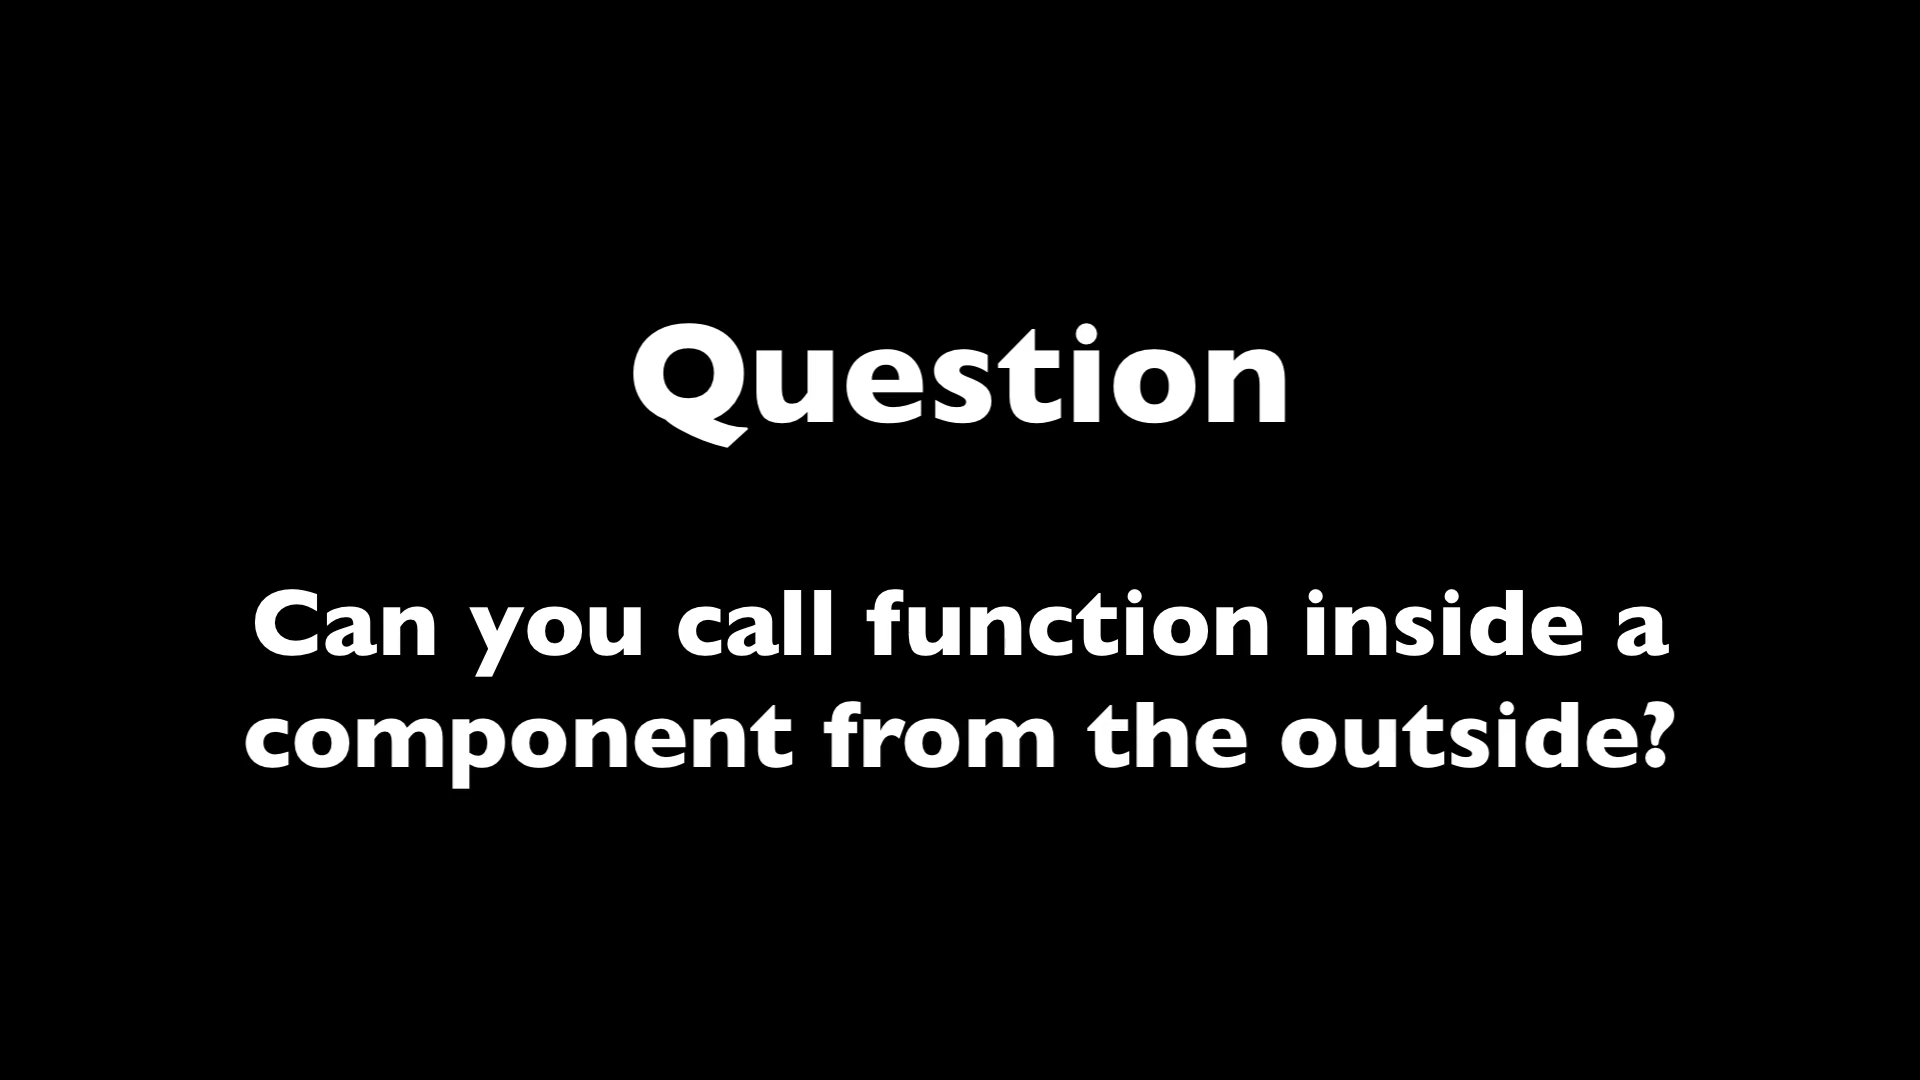 Question
Can you call function inside a
component from the outside?